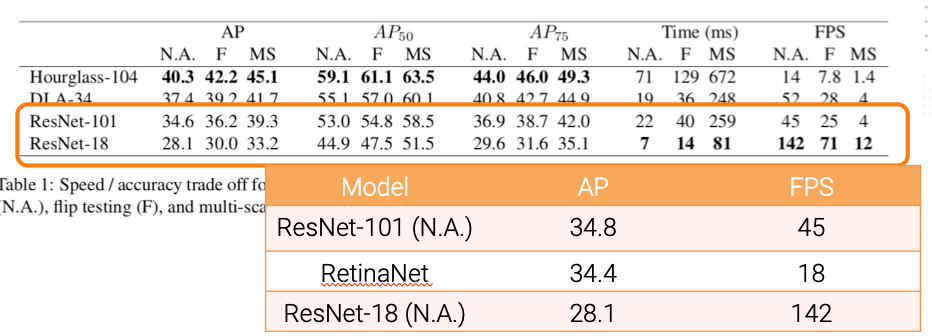 AP AP50 AP75 Time (ms) FPS
N.A. F MS N.A. F MS N.A. F MS N.A. F MS N.A. F MS
Hourglass-104 40.3 42.2 45.1 59.1 61.1 63.5 44.0 46.0 49.3 71 129 672 14 7.8 1.4
DLA-34 37.4 39.2 41.7 55.1 57.0 60.1 40.8 42.7 44.9 19 36 248 52 28 4
ResNet-101 34.6 36.2 39.3 53.0 54.8 58.5 36.9 38.7 42.0 22 40 259 45 25 4
ResNet-18 28.1 30.0 33.2 44.9 47.5 51.5 29.6 31.6 35.1 7 14 81 142 71 12
Table 1: Speed / accuracy trade off fo
(N.A.), flip testing (F), and multi-sca
Model AP FPS
ResNet-101 (N.A.) 34.8 45
RetinaNet 34.4 18
ResNet-18 (N.A.) 28.1 142